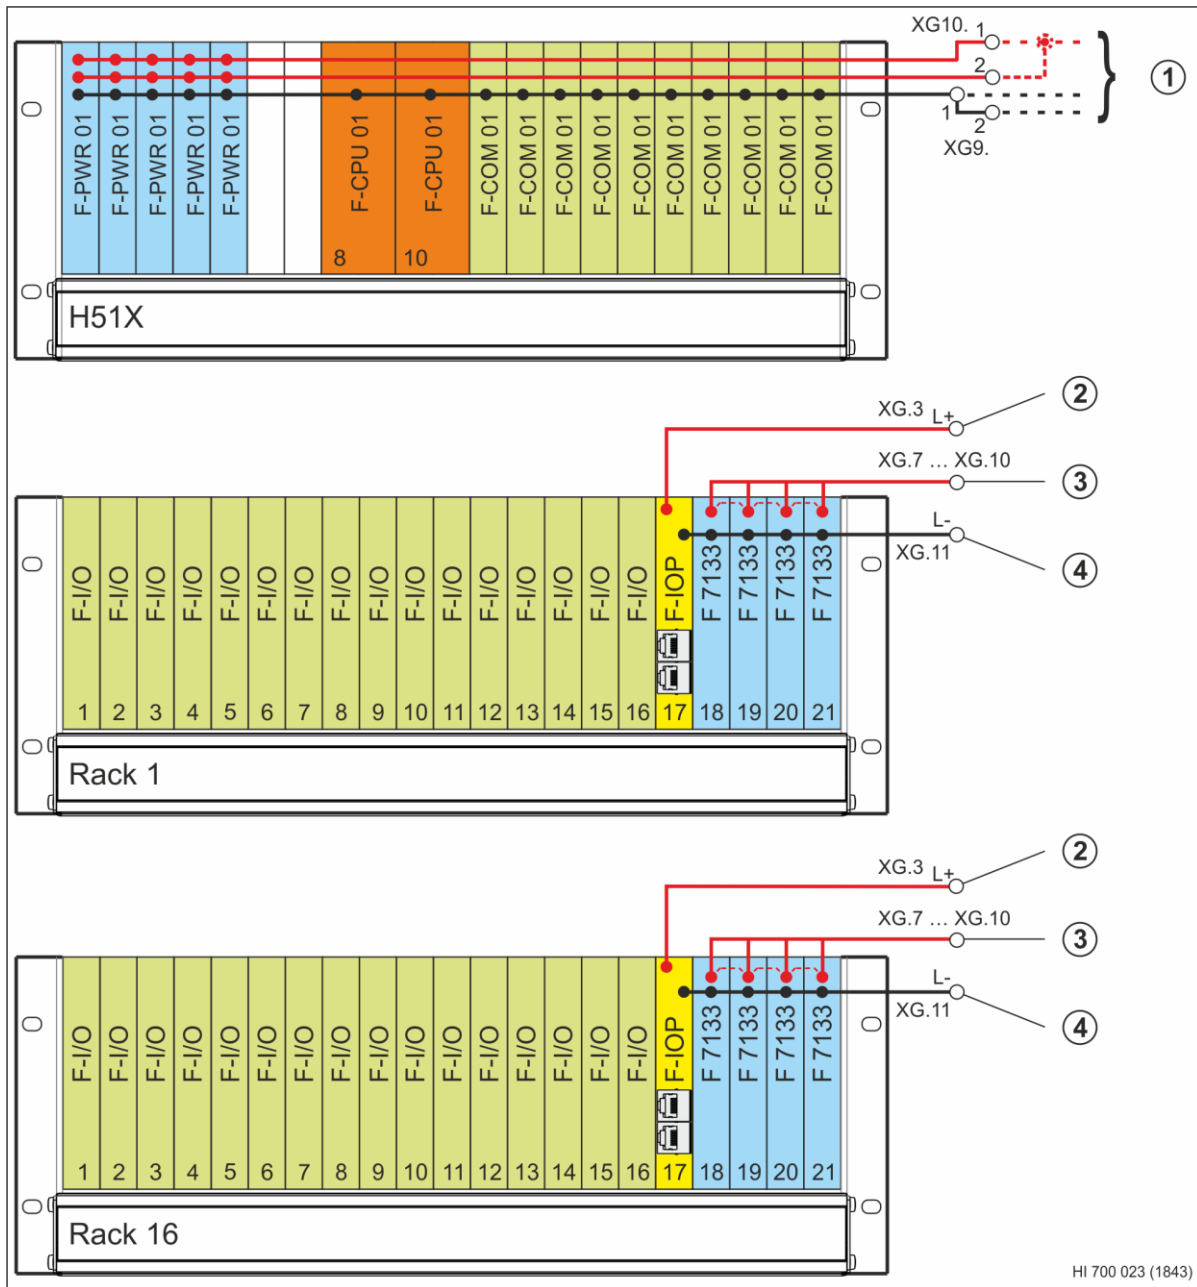 XG10. 1
2
1
1 2
XG9.
F-PWR 01 F-PWR 01 F-PWR 01 F-PWR 01 F-PWR 01 F-CPU 01 F-CPU 01 F-COM 01 F-COM 01 F-COM 01 F-COM 01 F-COM 01 F-COM 01 F-COM 01 F-COM 01 F-COM 01 F-COM 01
8 10
H51X
2
XG.3 L+
XG.7 ... XG.10
3
L-
XG.11
4
F-I/O F-I/O F-I/O F-I/O F-I/O F-I/O F-I/O F-I/O F-I/O F-I/O F-I/O F-I/O F-I/O F-I/O F-I/O F-I/O F-IOP F 7133 F 7133 F 7133 F 7133
1 2 3 4 5 6 7 8 9 10 11 12 13 14 15 16 17 18 19 20 21
Rack 1
2
XG.3 L+
XG.7 ... XG.10
3
L-
XG.11
4
F-I/O F-I/O F-I/O F-I/O F-I/O F-I/O F-I/O F-I/O F-I/O F-I/O F-I/O F-I/O F-I/O F-I/O F-I/O F-I/O F-IOP F 7133 F 7133 F 7133 F 7133
1 2 3 4 5 6 7 8 9 10 11 12 13 14 15 16 17 18 19 20 21
Rack 16
HI 700 023 (1843)